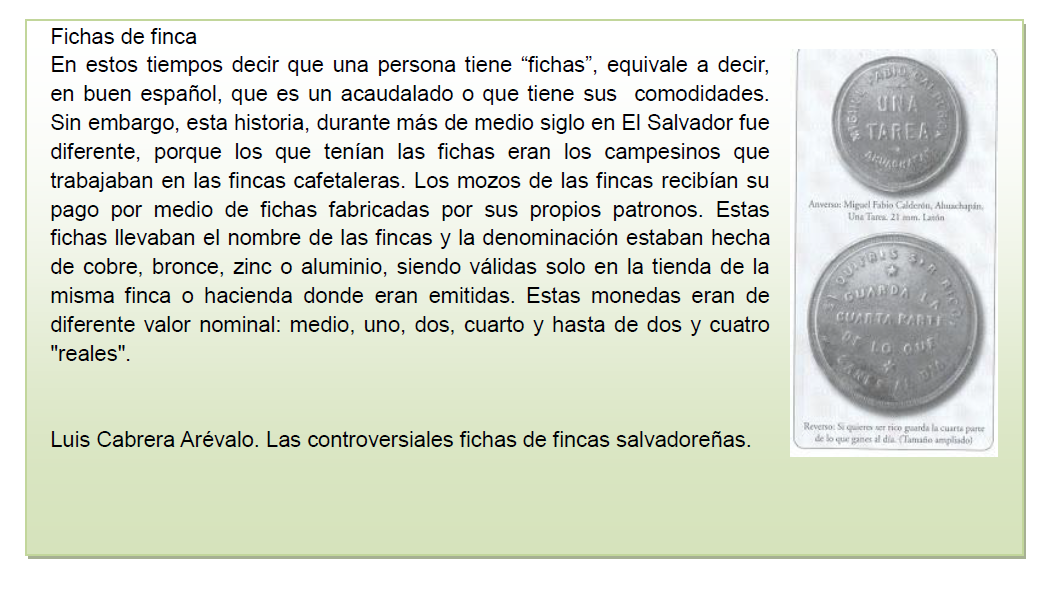 Fichas de finca
En estos tiempos decir que una persona tiene “fichas”, equivale a decir,
en buen español, que es un acaudalado o que tiene sus comodidades.
Sin embargo, esta historia, durante más de medio siglo en El Salvador fue
diferente, porque los que tenían las fichas eran los campesinos que
trabajaban en las fincas cafetaleras. Los mozos de las fincas recibían su
pago por medio de fichas fabricadas por sus propios patronos. Estas
fichas llevaban el nombre de las fincas y la denominación estaban hecha
de cobre, bronce, zinc o aluminio, siendo válidas solo en la tienda de la
misma finca o hacienda donde eran emitidas. Estas monedas eran de
diferente valor nominal: medio, uno, dos, cuarto y hasta de dos y cuatro
"reales".
Luis Cabrera Arévalo. Las controversiales fichas de fincas salvadoreñas.
UNA
TAREA
Anverso: Miguel Fabio Calderón, Ahuachapán,
Una Tarea. 21 mm. Latón
SI QUIERES SER RICO,
GUARDA LA
CUARTA PARTE
DE LO QUE
GANES AL DIA
Reverso: Si quieres ser rico guarda la cuarta parte
de lo que ganes al día. (Tamaño ampliado)